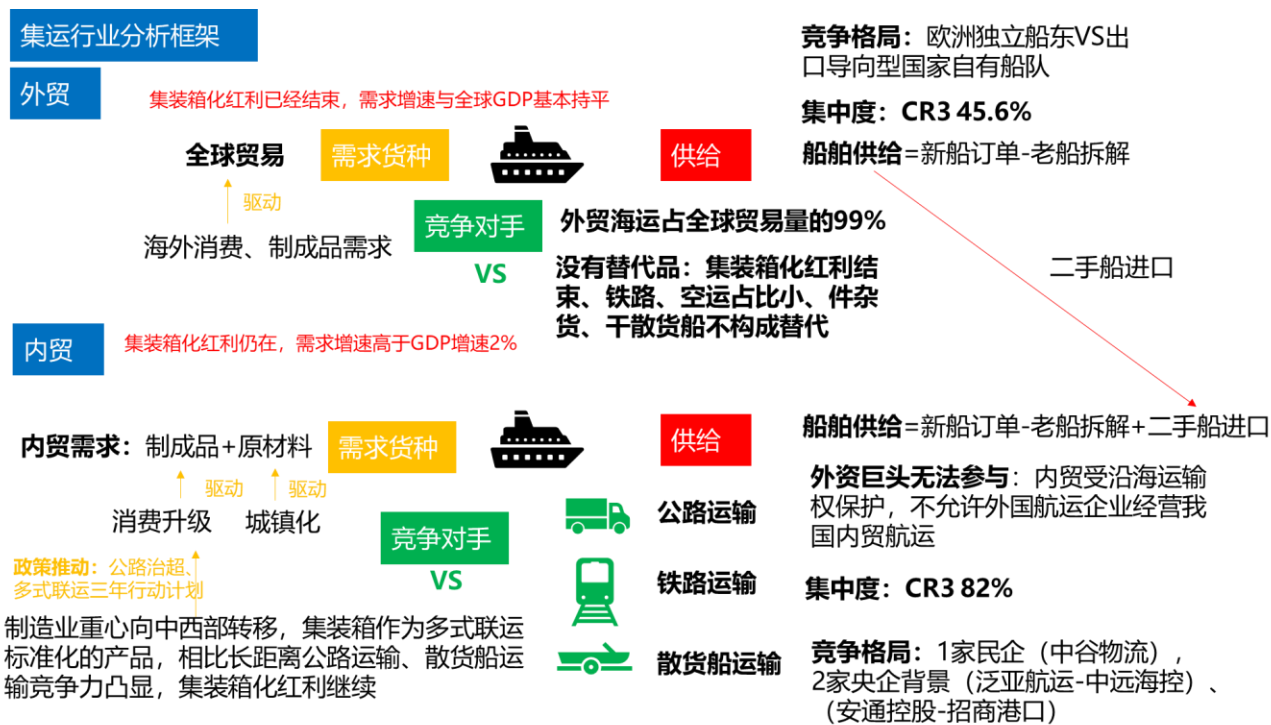 集运行业分析框架
外贸
集装箱化红利已经结束，需求增速与全球GDP基本持平
全球贸易
需求货种
驱动
海外消费、制成品需求
竞争对手
VS
供给
外贸海运占全球贸易量的99%
没有替代品：集装箱化红利结
束、铁路、空运占比小、件杂
货、干散货船不构成替代
竞争格局：欧洲独立船东VS出
口导向型国家自有船队
集中度：CR3 45.6%
船舶供给=新船订单-老船拆解
二手船进口
内贸
集装箱化红利仍在，需求增速高于GDP增速2%
内贸需求：制成品+原材料
需求货种
驱动
驱动
消费升级
城镇化
政策推动：公路治超、
多式联运三年行动计划
制造业重心向中西部转移，集装箱作为多式联运
标准化的产品，相比长距离公路运输、散货船运
输竞争力凸显，集装箱化红利继续
竞争对手
VS
供给
公路运输
铁路运输
散货船运输
船舶供给=新船订单-老船拆解+二手船进口
外资巨头无法参与：内贸受沿海运输
权保护，不允许外国航运企业经营我
国内贸航运
集中度：CR3 82%
竞争格局：1家民企（中谷物流），
2家央企背景（泛亚航运-中远海控）、
（安通控股-招商港口）